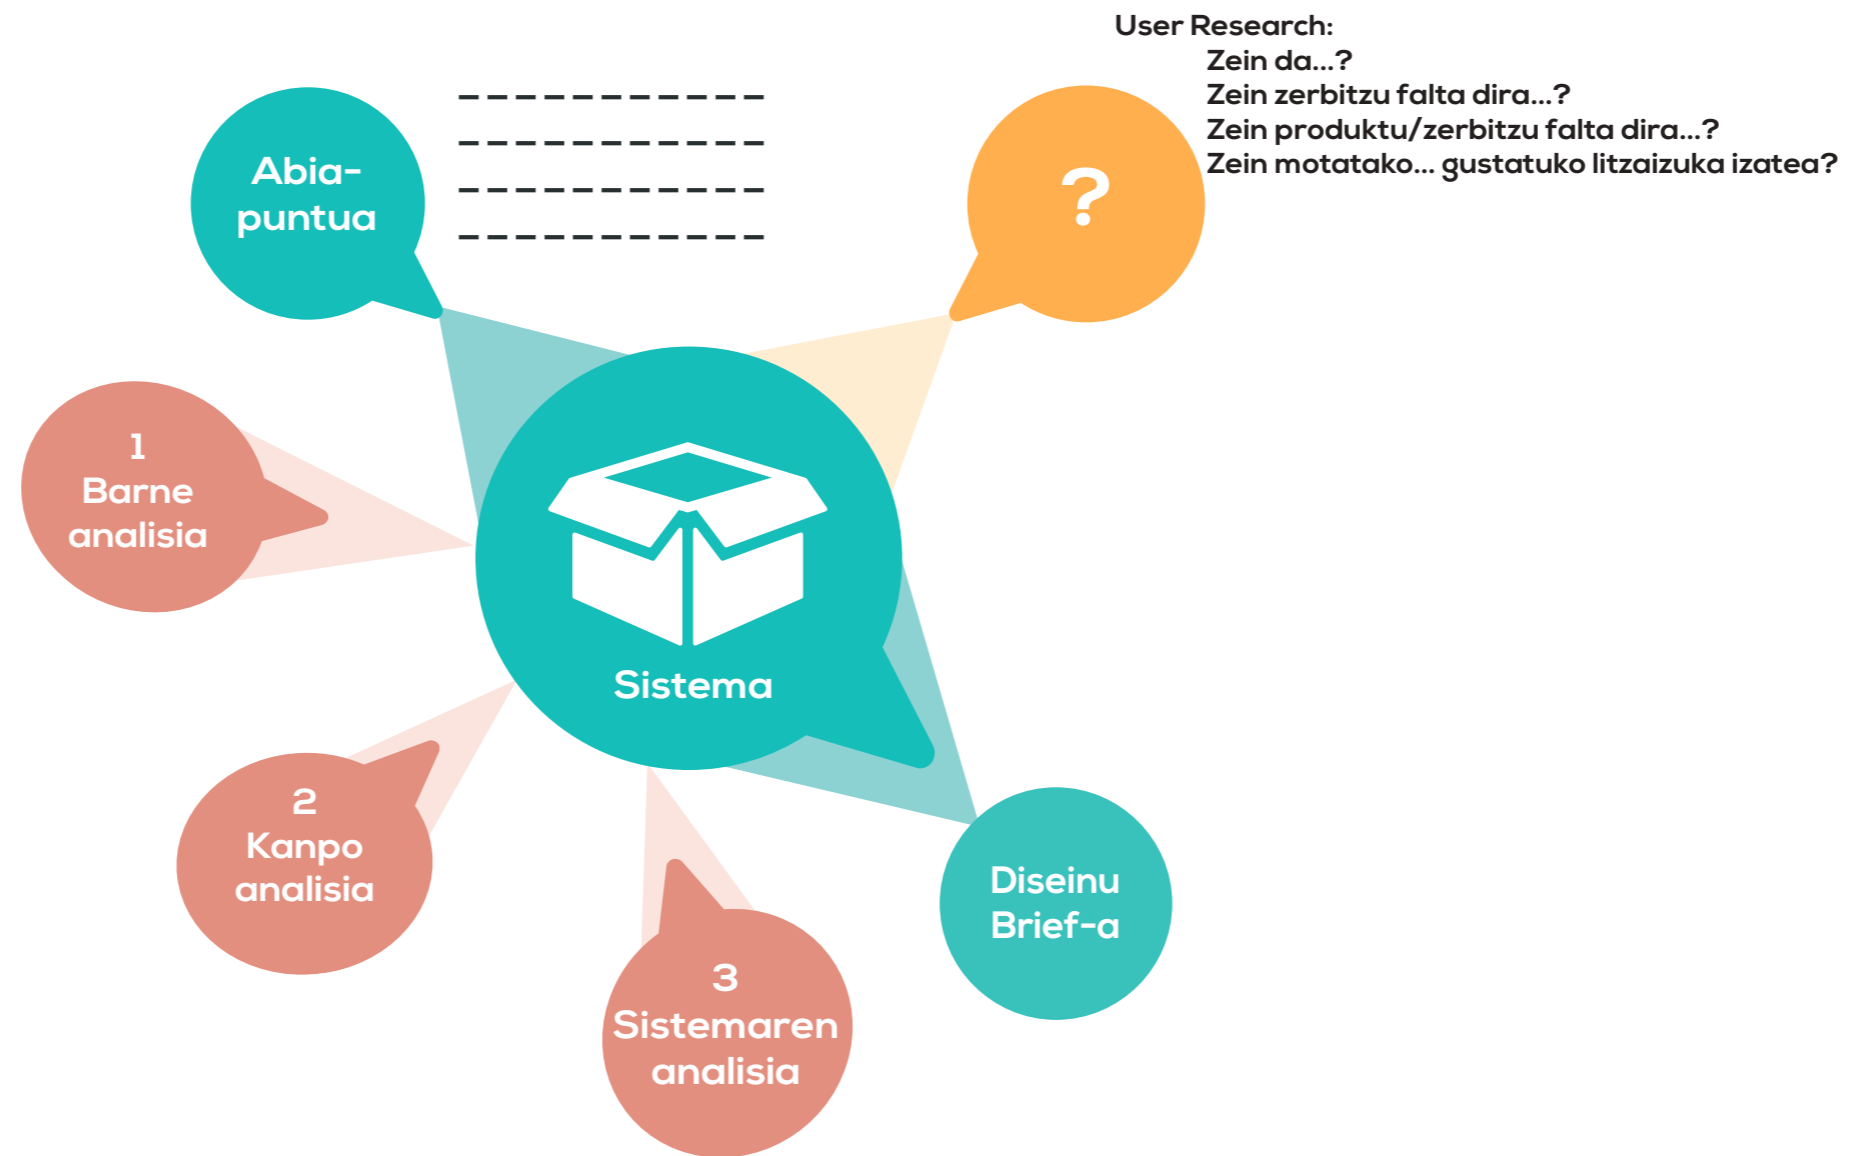 User Research:
Zein da...?
Zein zerbitzu falta dira...?
Zein produktu/zerbitzu falta dira...?
Zein motatako... gustatuko litzaizuka izatea?
Abia-
puntua
?
1
Barne
analisia
Sistema
2
Kanpo
analisia
Diseinu
Brief-a
3
Sistemaren
analisia